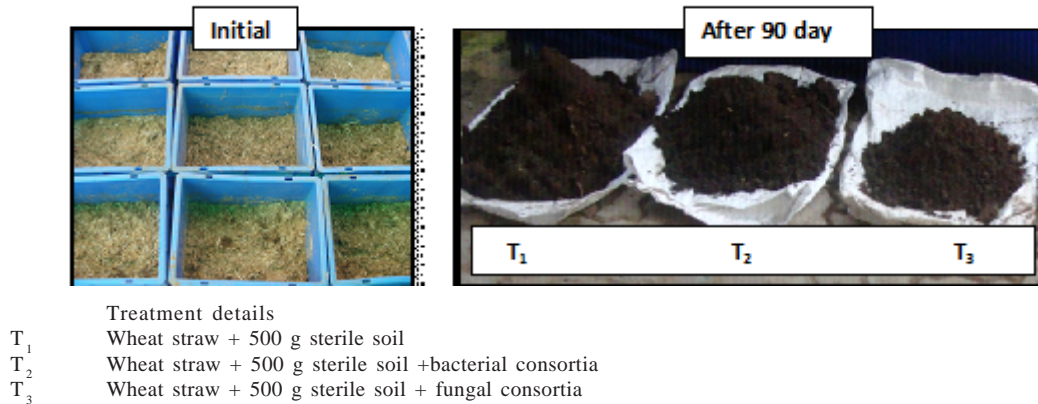 Initial
After 90 day
T₁ T₂ T₃
Treatment details
T₁ Wheat straw + 500 g sterile soil
T₂ Wheat straw + 500 g sterile soil +bacterial consortia
T₃ Wheat straw + 500 g sterile soil + fungal consortia